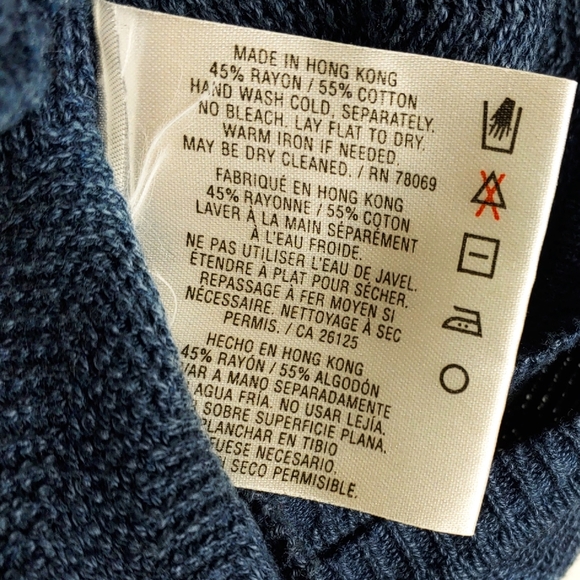 MADE IN HONG KONG
45% RAYON / 55% COTTON
HAND WASH COLD, SEPARATELY.
NO BLEACH. LAY FLAT TO DRY.
WARM IRON IF NEEDED.
MAY BE DRY CLEANED. / RN 78069
FABRIQUÉ EN HONG KONG
45% RAYONNE / 55% COTON
LAVER À LA MAIN SÉPARÉMENT
À L'EAU FROIDE.
NE PAS UTILISER L'EAU DE JAVEL.
ÉTENDRE À PLAT POUR SÉCHER.
REPASSAGE À FER MOYEN SI
NÉCESSAIRE. NETTOYAGE À SEC
PERMIS. / CA 26125
HECHO EN HONG KONG
45% RAYÓN / 55% ALGODÓN
VAR A MANO SEPARADAMENTE
AGUA FRÍA. NO USAR LEJÍA.
SOBRE SUPERFICIE PLANA.
PLANCHAR EN TIBIO
FUESE NECESARIO.
SECO PERMISIBLE.